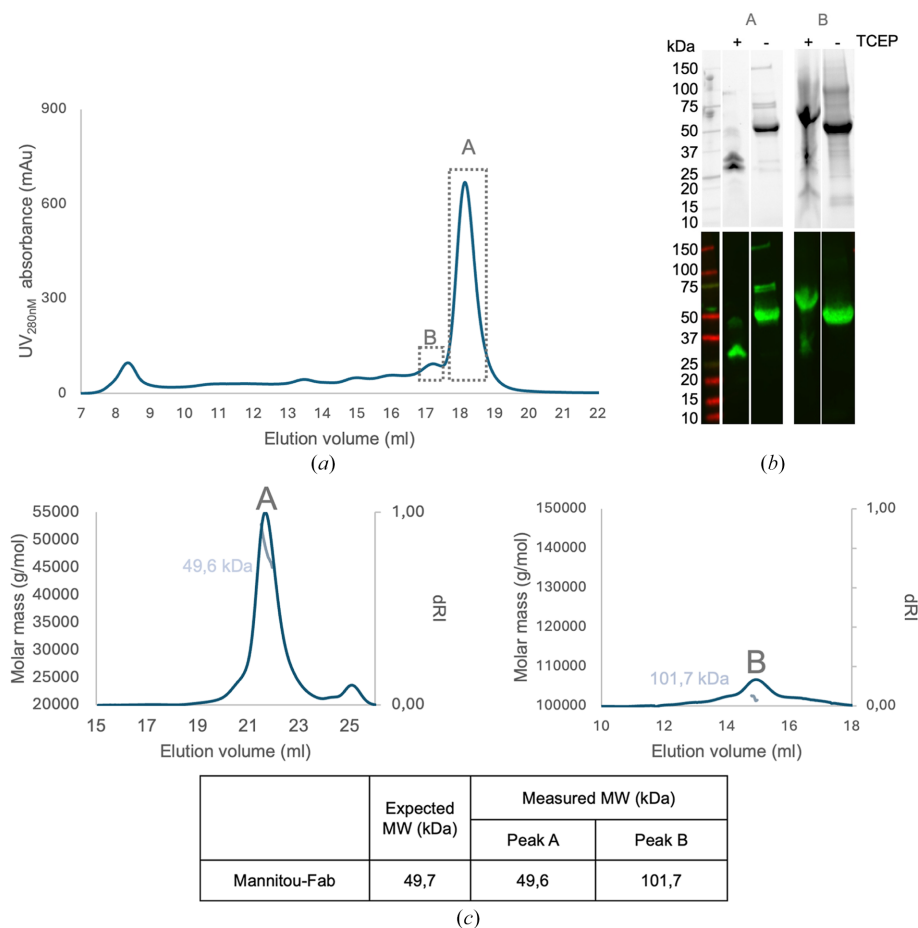 900
600
300
0
UV280nM absorbance (mAu)
A
B
7 8 9 10 11 12 13 14 15 16 17 18 19 20 21 22
Elution volume (ml)
(a)
A B
kDa + - + - TCEP
150
100
75
50
37
25
20
15
10
150
100
75
50
37
25
20
15
10
(b)
55000
50000
45000
40000
35000
30000
25000
20000
Molar mass (g/mol)
A
49,6 kDa
1,00
0,00
dRI
15 17 19 21 23 25
Elution volume (ml)
150000
140000
130000
120000
110000
100000
Molar mass (g/mol)
B
101,7 kDa
1,00
0,00
dRI
10 12 14 16 18
Elution volume (ml)
Expected
MW (kDa)
Measured MW (kDa)
Peak A Peak B
Mannitou-Fab 49,7 49,6 101,7
(c)